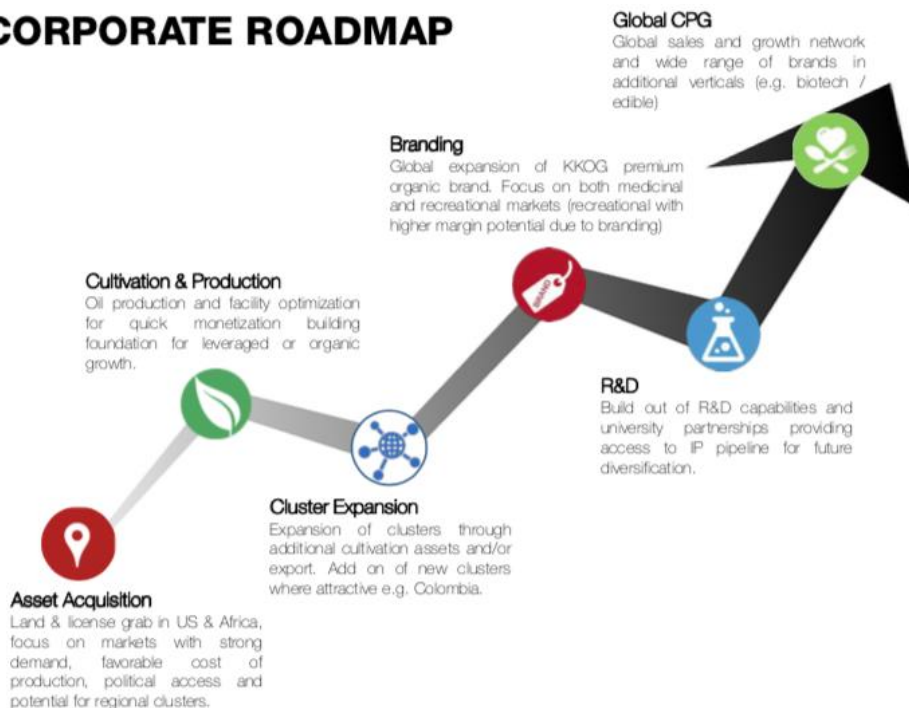 CORPORATE ROADMAP
Global CPG
Global sales and growth network
and wide range of brands in
additional verticals (e.g. biotech /
edible)
Branding
Global expansion of KKOG premium
organic brand. Focus on both medicinal
and recreational markets (recreational with
higher margin potential due to branding)
Cultivation & Production
Oil production and facility optimization
for quick monetization building
foundation for leveraged or organic
growth.
BRAND
R&D
Build out of R&D capabilities and
university partnerships providing
access to IP pipeline for future
diversification.
Cluster Expansion
Expansion of clusters through
additional cultivation assets and/or
export. Add on of new clusters
where attractive e.g. Colombia.
Asset Acquisition
Land & license grab in US & Africa,
focus on markets with strong
demand, favorable cost of
production, political access and
potential for regional clusters.